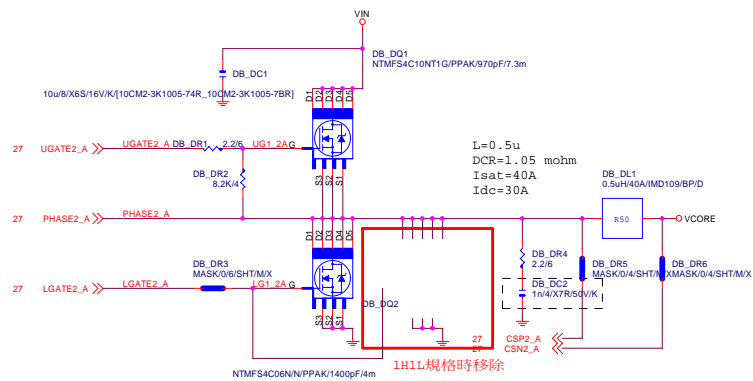 VIN
DB_DQ1
NTMFS4C10NT1G/PPAK/970pF/7.3m
DB_DC1
10u/8/X6S/16V/K/[10CM2-3K1005-74R_10CM2-3K1005-7BR]
D1 D2 D3 D4 D5
27 UGATE2_A UGATE2_A DB_DR1 2.2/6 UG1_2A G
S3 S2 S1
DB_DR2
8.2K/4
L=0.5u
DCR=1.05 mohm
Isat=40A
Idc=30A
DB_DL1
0.5uH/40A/IMD109/BP/D
27 PHASE2_A PHASE2_A
R50
VCORE
D1 D2 D3 D4 D5
DB_DR3
MASK/0/6/SHT/M/X
27 LGATE2_A LGATE2_A LG1_2A G
S3 S2 S1
DB_DQ2
DB_DR4
2.2/6
DB_DC2
1n/4/X7R/50V/K
DB_DR5
MASK/0/4/SHT/M/X
DB_DR6
MASK/0/4/SHT/M/X
27 CSP2_A
27 CSN2_A
1H1L規格時移除
NTMFS4C06N/N/PPAK/1400pF/4m